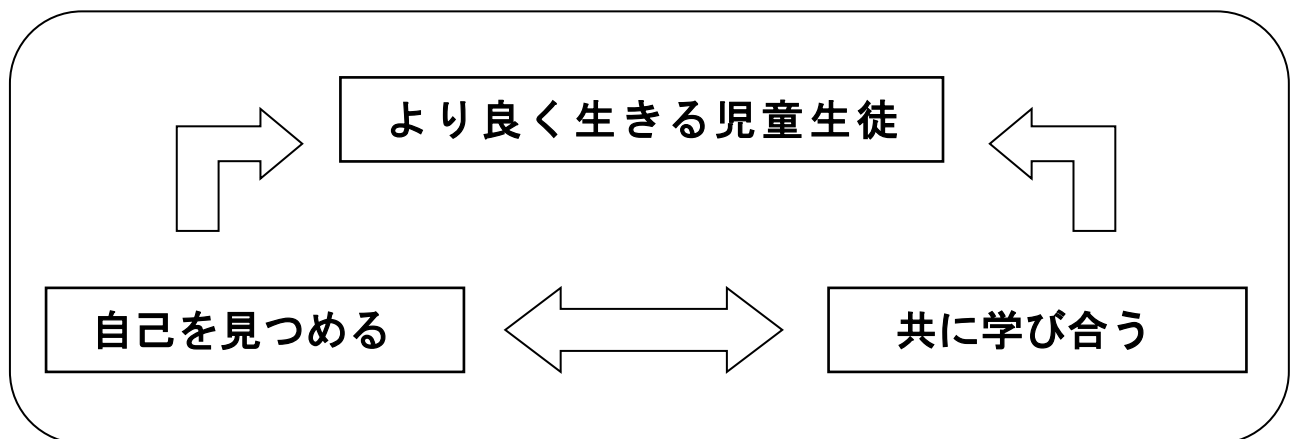 より良く生きる児童生徒
自己を見つめる
共に学び合う